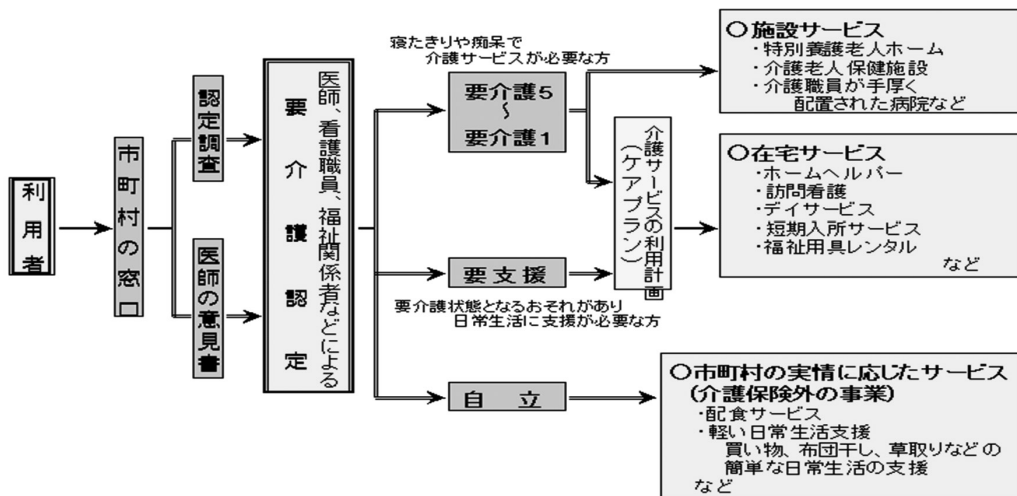 利用者
市町村の窓口
認定調査
医師の意見書
要介護認定
医師、看護職員、福祉関係者などによる
寝たきりや痴呆で
介護サービスが必要な方
要介護5
~
要介護1
要支援
要介護状態となるおそれがあり
日常生活に支援が必要な方
自立
介護サービスの利用計画
(ケアプラン)
○施設サービス
・特別養護老人ホーム
・介護老人保健施設
・介護職員が手厚く
配置された病院など
○在宅サービス
・ホームヘルパー
・訪問看護
・デイサービス
・短期入所サービス
・福祉用具レンタル
など
○市町村の実情に応じたサービス
(介護保険外の事業)
・配食サービス
・軽い日常生活支援
買い物、布団干し、草取りなどの
簡単な日常生活の支援
など